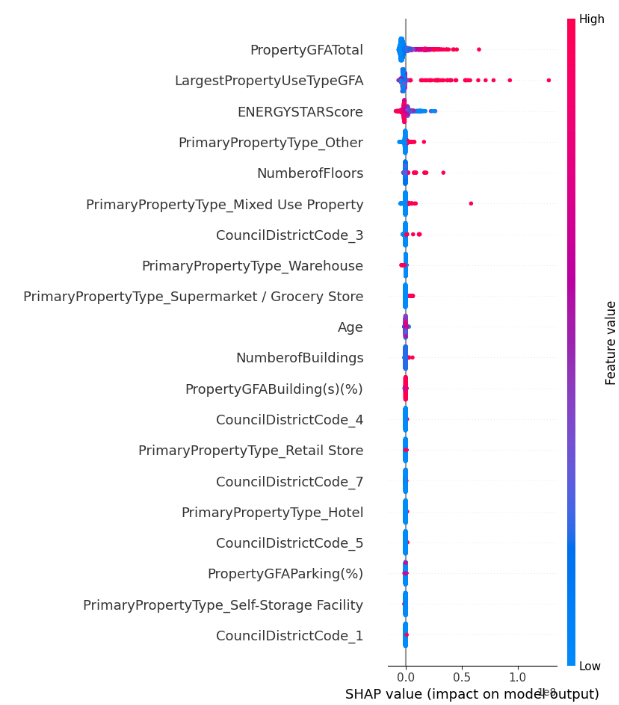 High
PropertyGFATotal
LargestPropertyUseTypeGFA
ENERGYSTARScore
PrimaryPropertyType_Other
NumberofFloors
PrimaryPropertyType_Mixed Use Property
CouncilDistrictCode_3
PrimaryPropertyType_Warehouse
PrimaryPropertyType_Supermarket / Grocery Store
Age
NumberofBuildings
PropertyGFABuilding(s)(%)
CouncilDistrictCode_4
PrimaryPropertyType_Retail Store
CouncilDistrictCode_7
PrimaryPropertyType_Hotel
CouncilDistrictCode_5
PropertyGFAParking(%)
PrimaryPropertyType_Self-Storage Facility
CouncilDistrictCode_1
Feature value
Low
0.0 0.5 1.0
SHAP value (impact on model output)